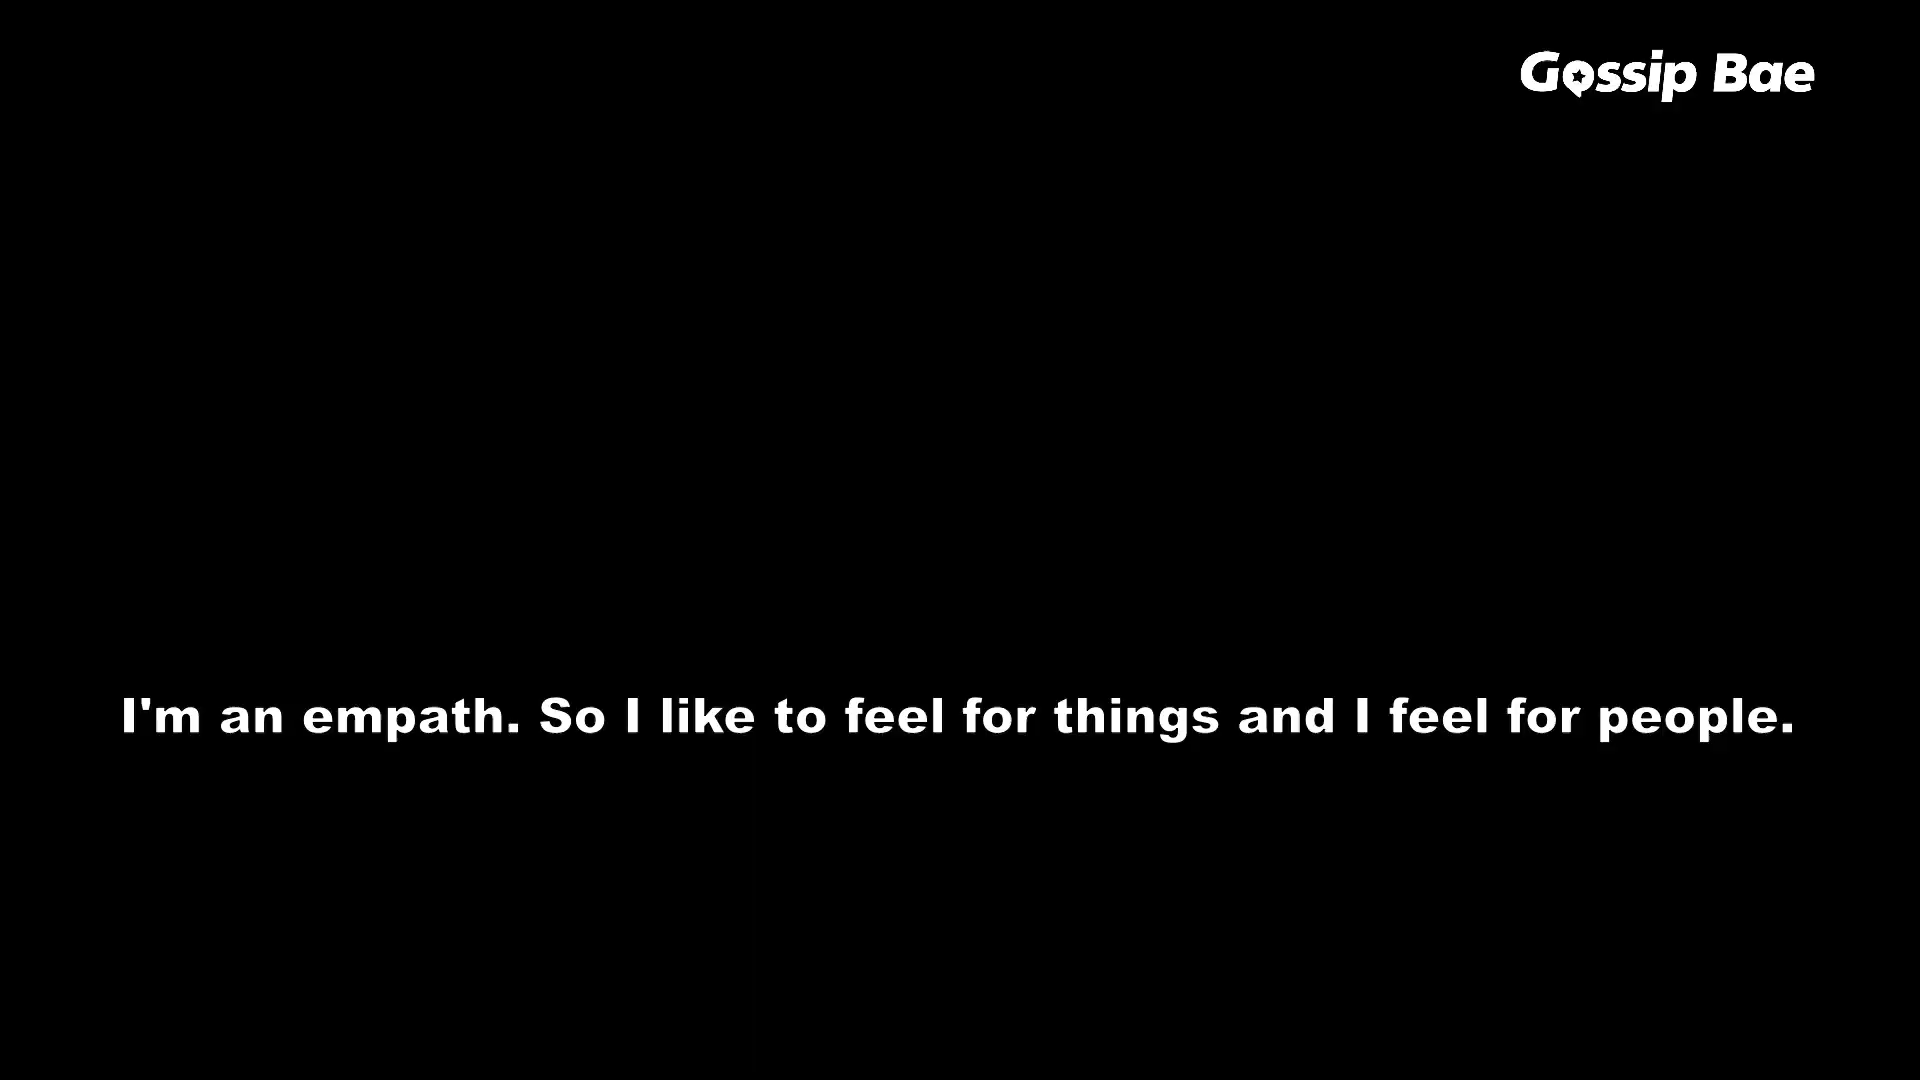 Gossip Bae
I'm an empath. So I like to feel for things and I feel for people.